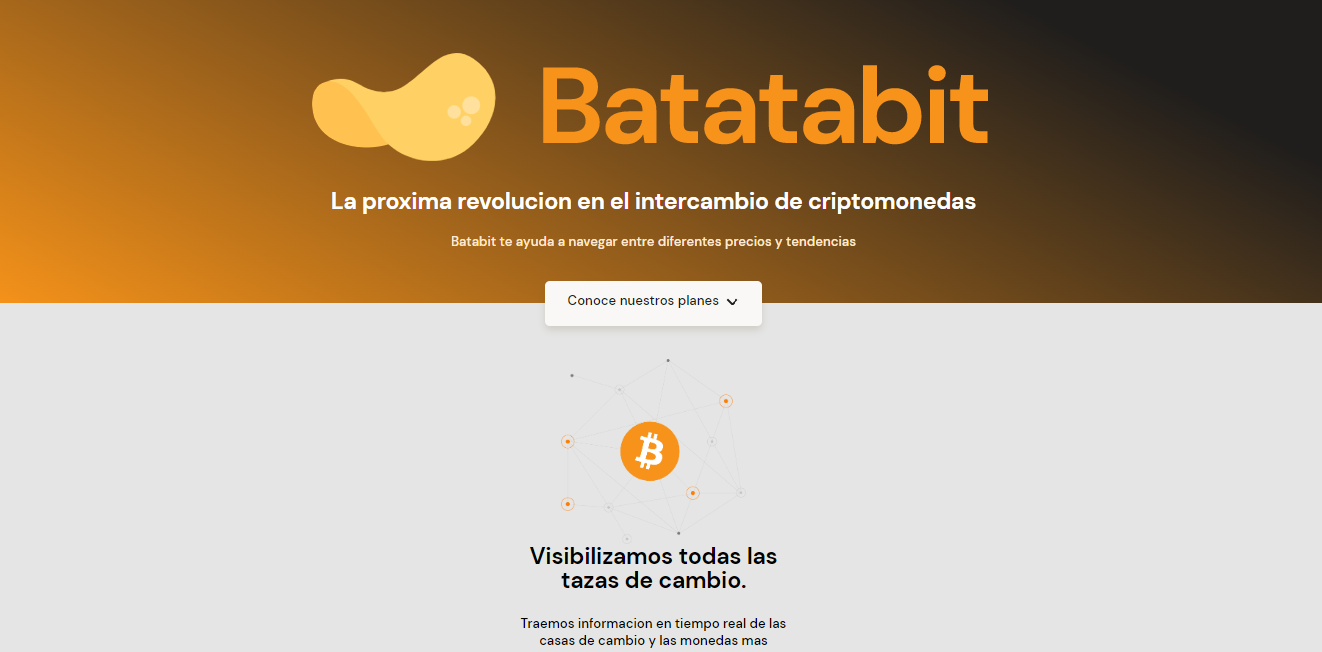 Batatabit
La proxima revolucion en el intercambio de criptomonedas
Batabit te ayuda a navegar entre diferentes precios y tendencias
Conoce nuestros planes
Visibilizamos todas las
tazas de cambio.
Traemos informacion en tiempo real de las
casas de cambio y las monedas mas